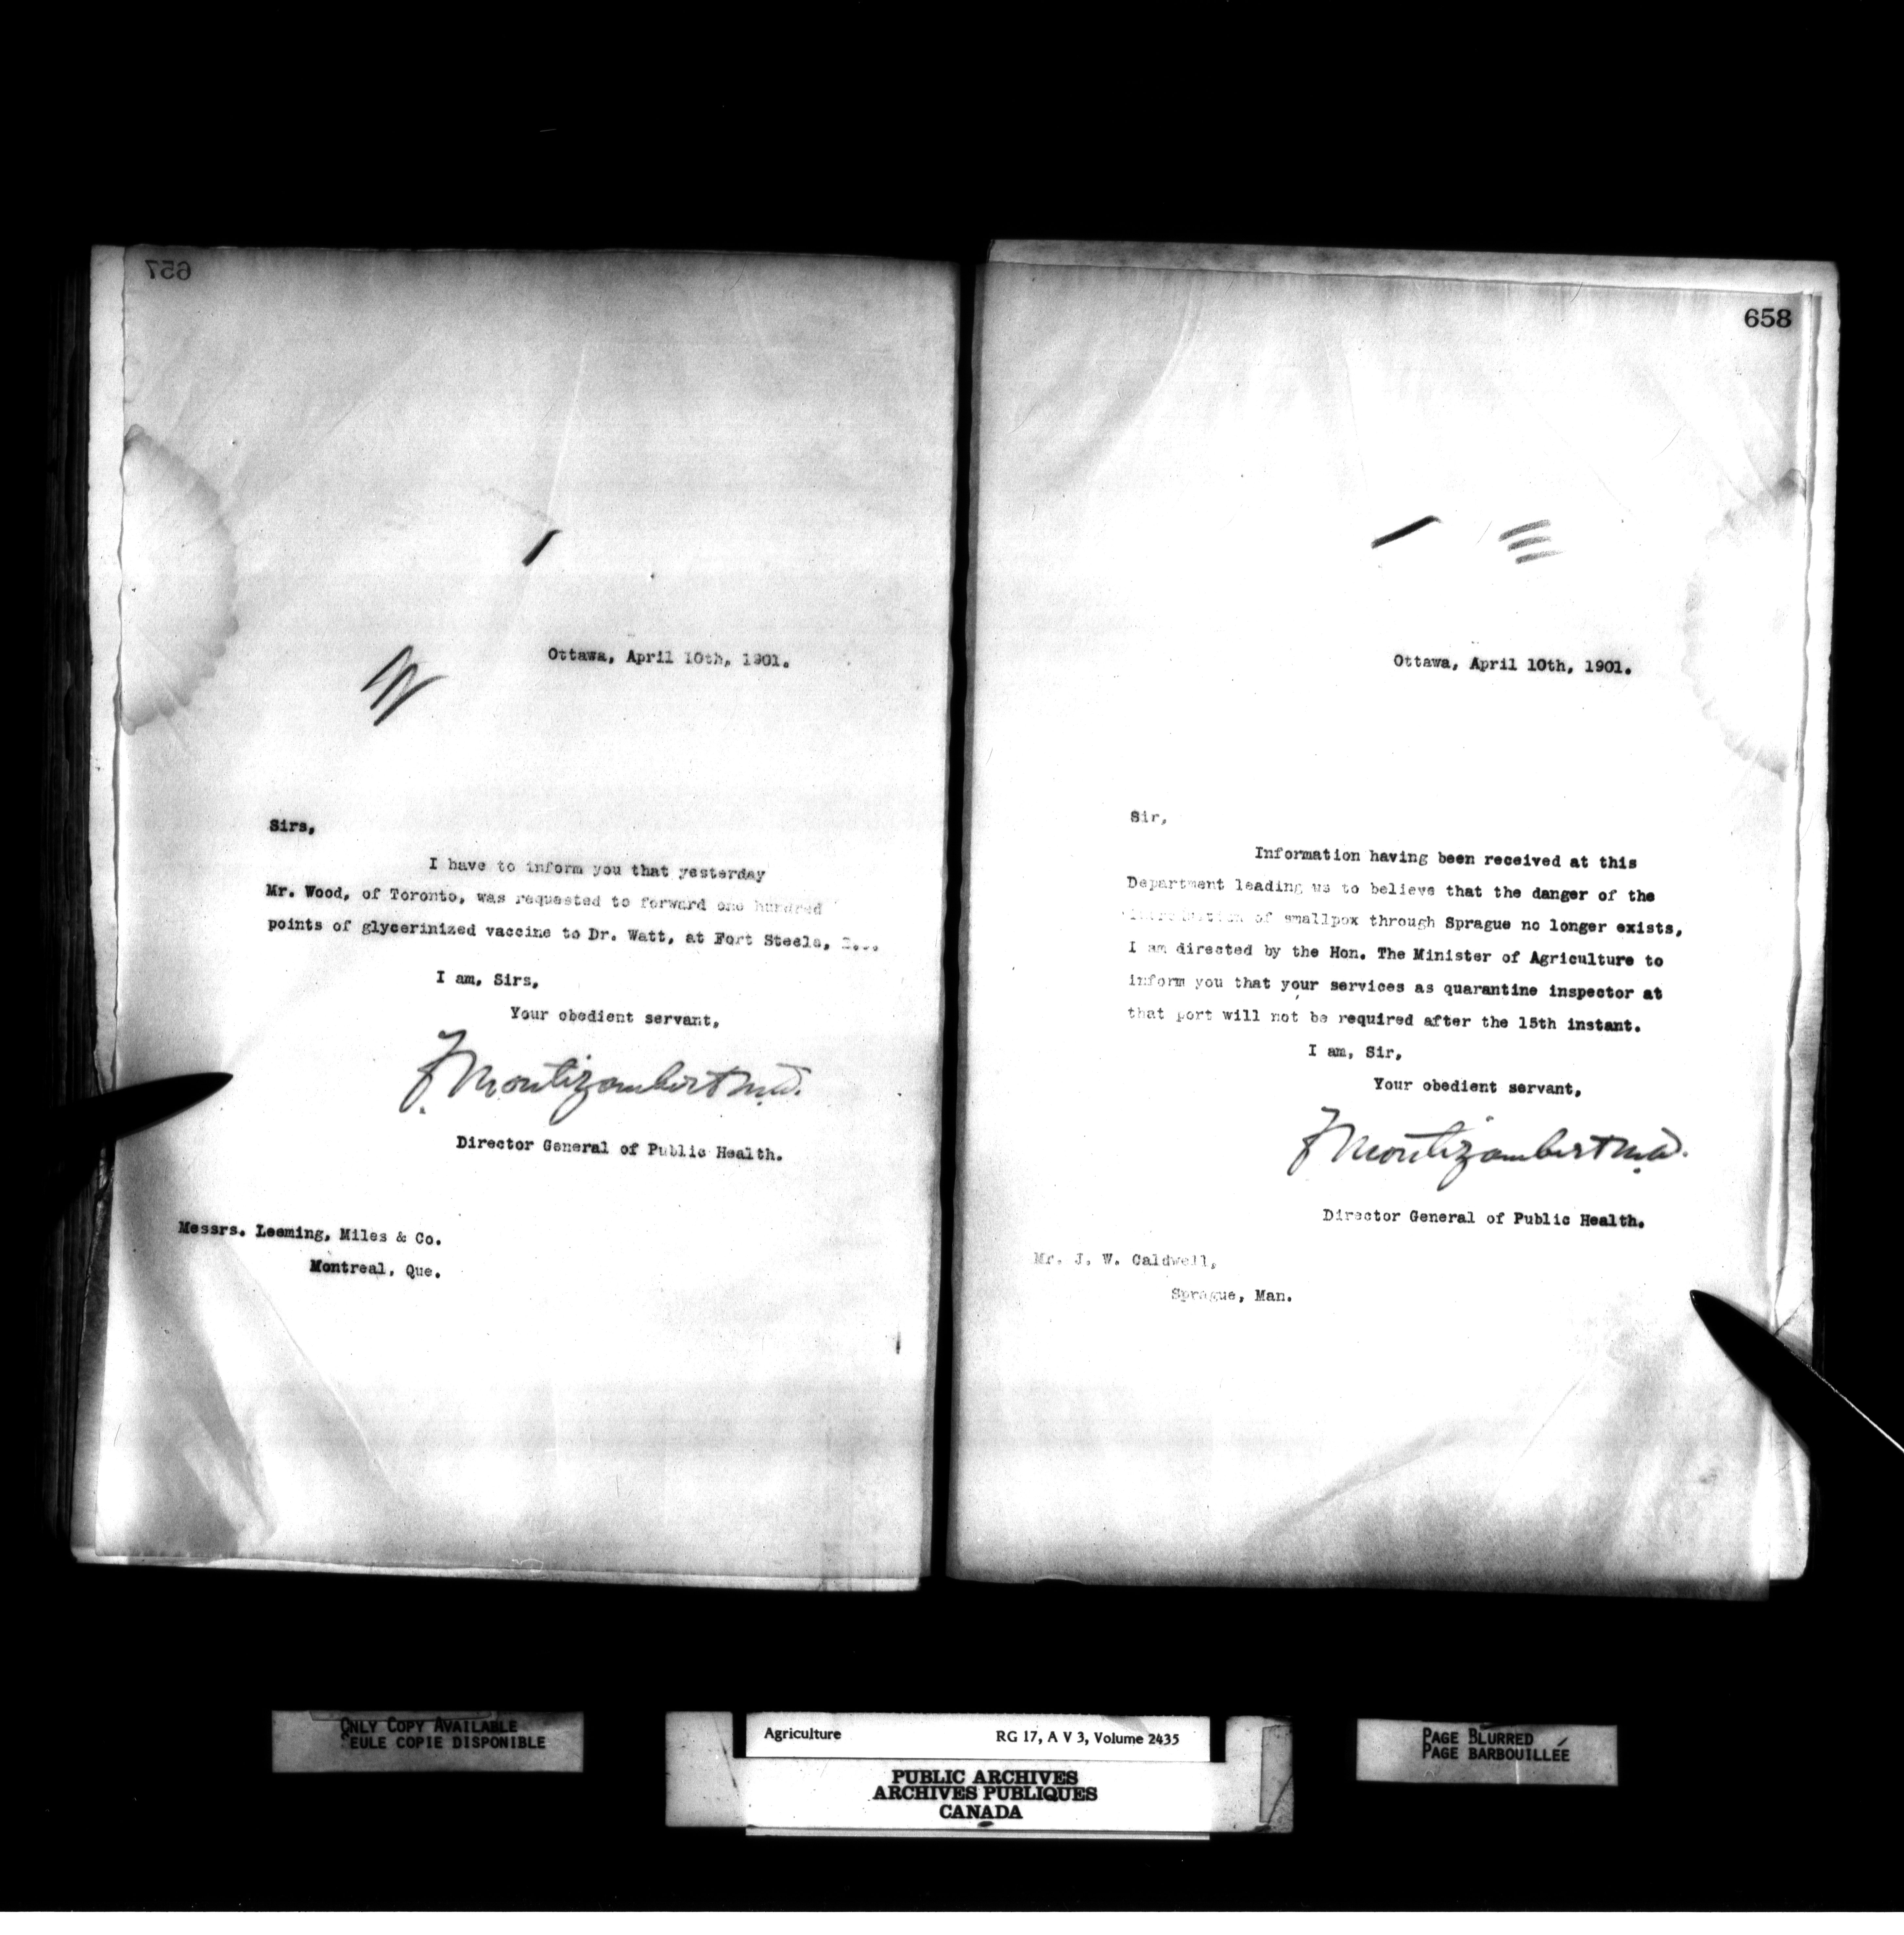 657
Ottawa, April 10th, 1901.
Sirs,
I have to inform you that yesterday
Mr. Wood, of Toronto, was requested to forward one hundred
points of glycerinized vaccine to Dr. Watt, at Fort Steele,
I am, Sirs,
Your obedient servant,
F. Montizambert M.D.
Director General of Public Health.
Messrs. Leeming, Miles & Co.
Montreal, Que.
658
Ottawa, April 10th, 1901.
Sir,
Information having been received at this
Department leading us to believe that the danger of the
of smallpox through Sprague no longer exists,
I am directed by the Hon. The Minister of Agriculture to
inform you that your services as quarantine inspector at
that port will not be required after the 15th instant.
I am, Sir,
Your obedient servant,
F Montizambert M.D.
Director General of Public Health.
Mr. J. W. Caldwell,
Sprague, Man.
ONLY COPY AVAILABLE
SEULE COPIE DISPONIBLE
Agriculture RG 17, A V 3, Volume 2435
PUBLIC ARCHIVES
ARCHIVES PUBLIQUES
CANADA
PAGE BLURRED
PAGE BARBOUILLÉE